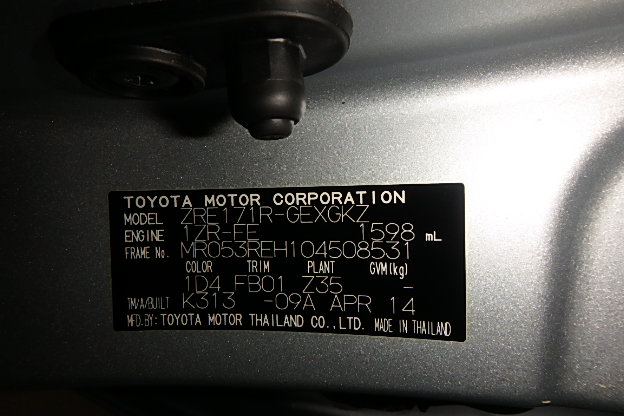 TOYOTA MOTOR CORPORATION
MODEL ZRE171R-GEXGKZ
ENGINE 1ZR-FE 1598 mL
FRAME No. MR053REH104508531
COLOR TRIM PLANT GVM(kg)
1D4 FB01 Z35 -
TM/A/BUILT K313 -09A APR 14
MFD.BY: TOYOTA MOTOR THAILAND CO.,LTD. MADE IN THAILAND